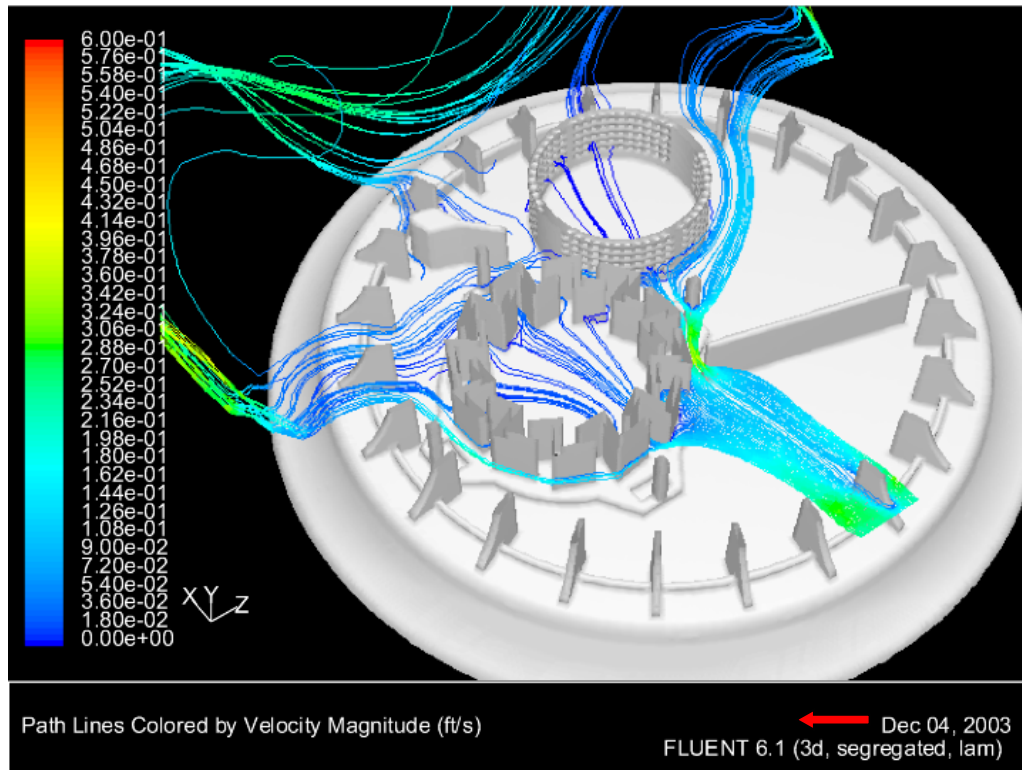 6.00e-01
5.76e-01
5.58e-01
5.40e-01
5.22e-01
5.04e-01
4.86e-01
4.68e-01
4.50e-01
4.32e-01
4.14e-01
3.96e-01
3.78e-01
3.60e-01
3.42e-01
3.24e-01
3.06e-01
2.88e-01
2.70e-01
2.52e-01
2.34e-01
2.16e-01
1.98e-01
1.80e-01
1.62e-01
1.44e-01
1.26e-01
1.08e-01
9.00e-02
7.20e-02
5.40e-02
3.60e-02
1.80e-02
0.00e+00
X Y Z
Path Lines Colored by Velocity Magnitude (ft/s)
Dec 04, 2003
FLUENT 6.1 (3d, segregated, lam)